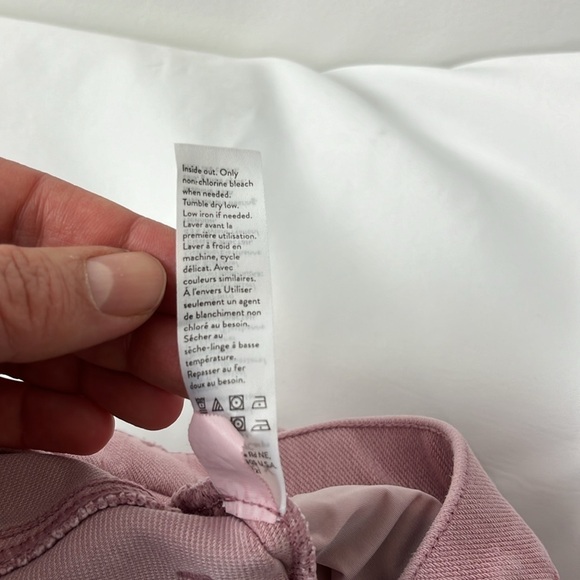 Inside out. Only
non-chlorine bleach
when needed.
Tumble dry low.
Low iron if needed.
Laver avant la
première utilisation.
Laver à froid en
machine, cycle
délicat. Avec
couleurs similaires.
À l'envers Utiliser
seulement un agent
de blanchiment non
chloré au besoin.
Sécher au
sèche-linge à basse
température.
Repasser au fer
doux au besoin.
Rd NE,
U.S.A.